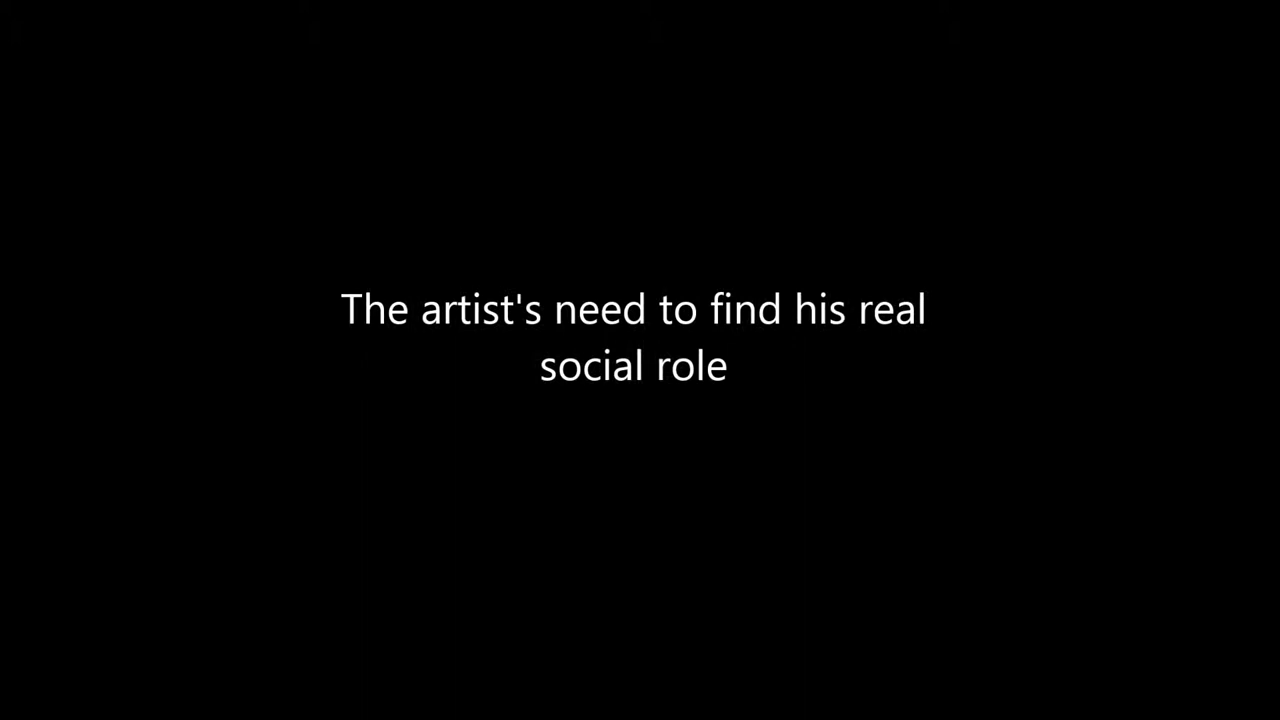 The artist's need to find his real
social role